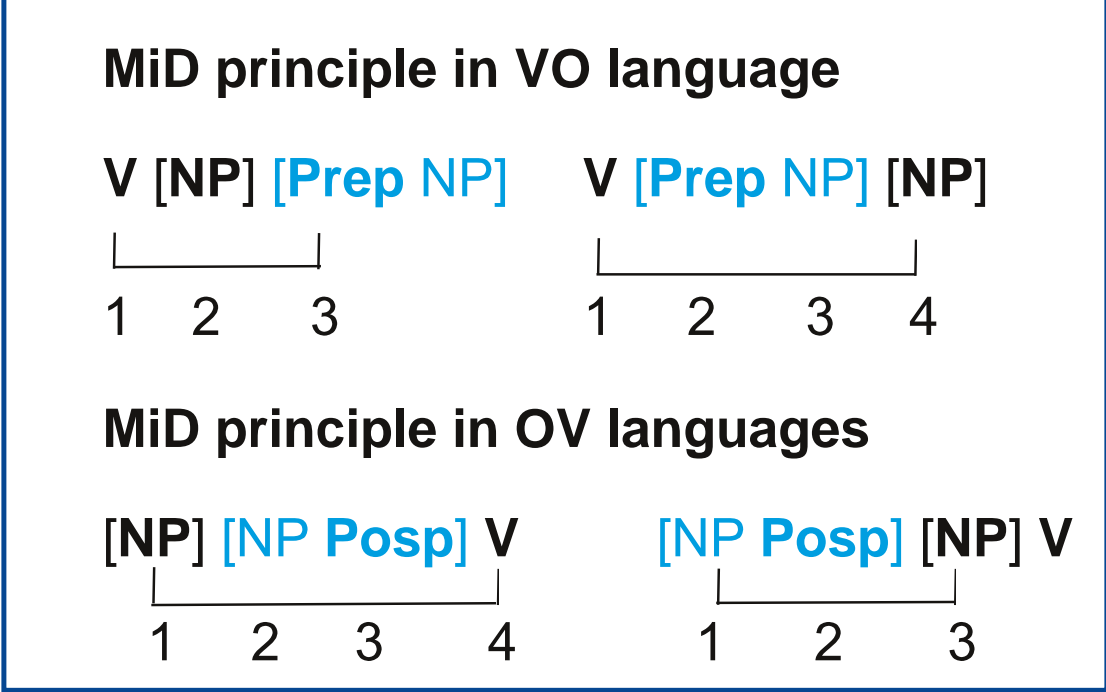 MiD principle in VO language
V [NP] [Prep NP] V [Prep NP] [NP]
1 2 3 1 2 3 4
MiD principle in OV languages
[NP] [NP Posp] V [NP Posp] [NP] V
1 2 3 4 1 2 3